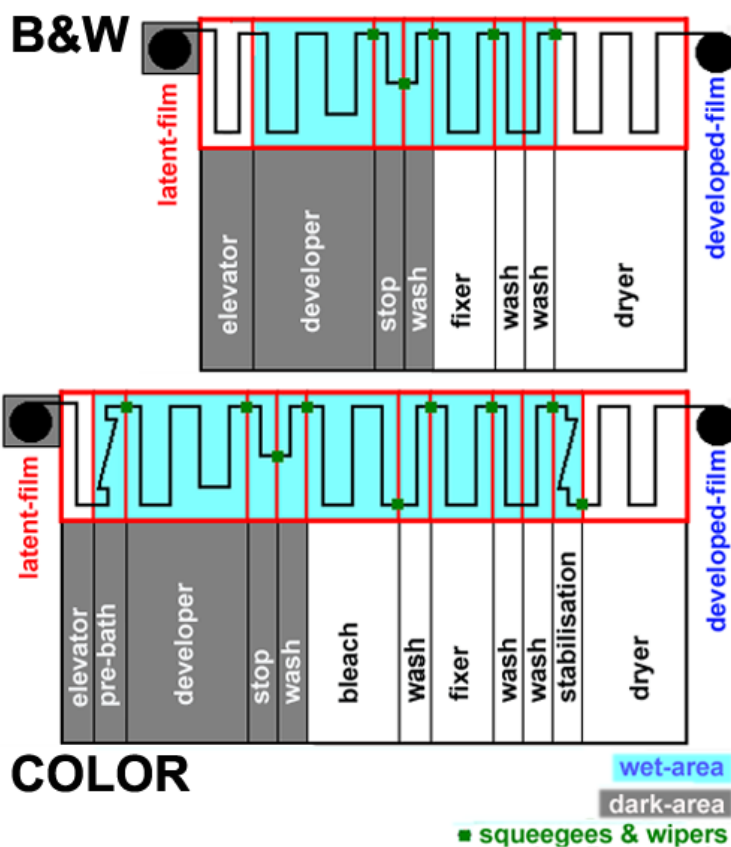 B&W
latent-film
elevator
developer
stop
wash
fixer
wash
wash
dryer
developed-film
latent-film
elevator
pre-bath
developer
stop
wash
bleach
wash
fixer
wash
wash
stabilisation
dryer
developed-film
COLOR
wet-area
dark-area
squeegees & wipers